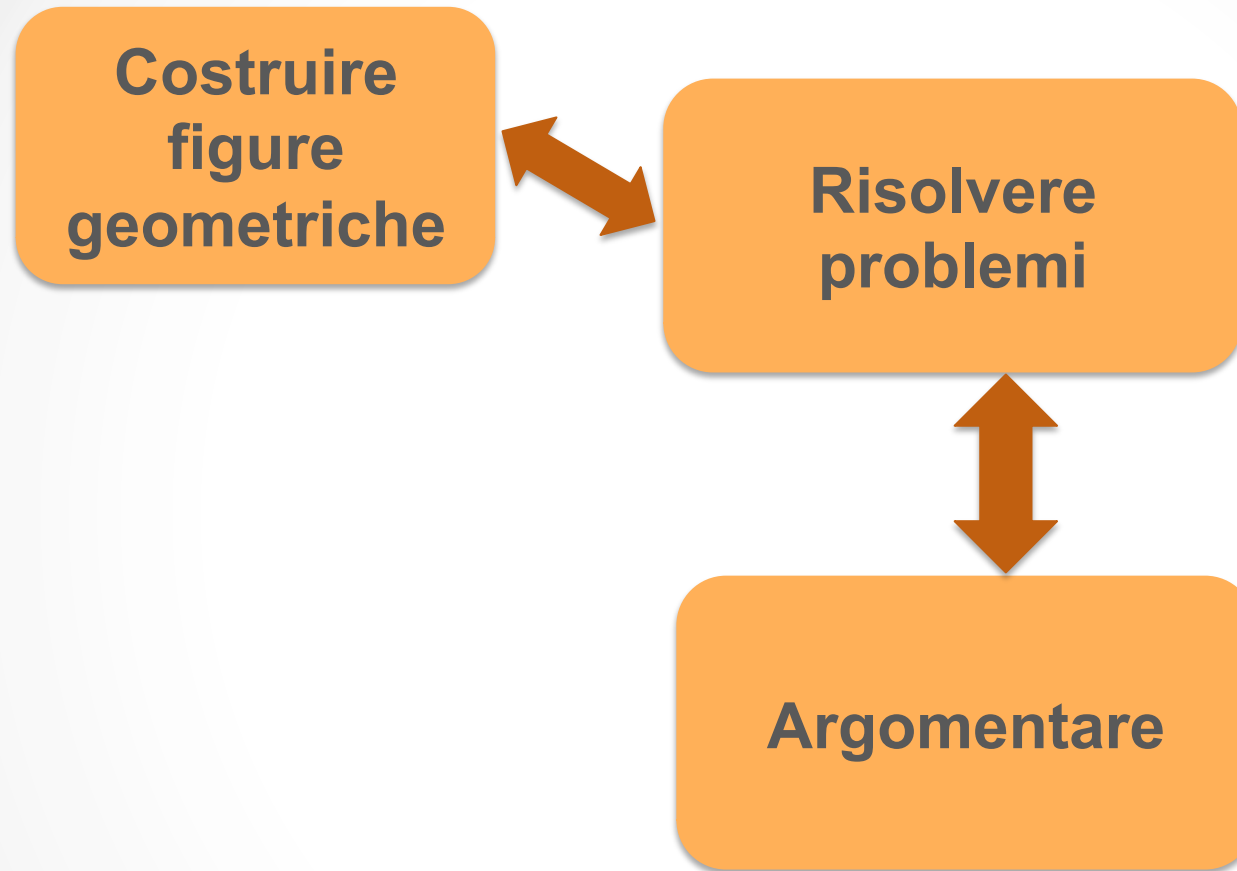 Costruire
figure
geometriche
Risolvere
problemi
Argomentare